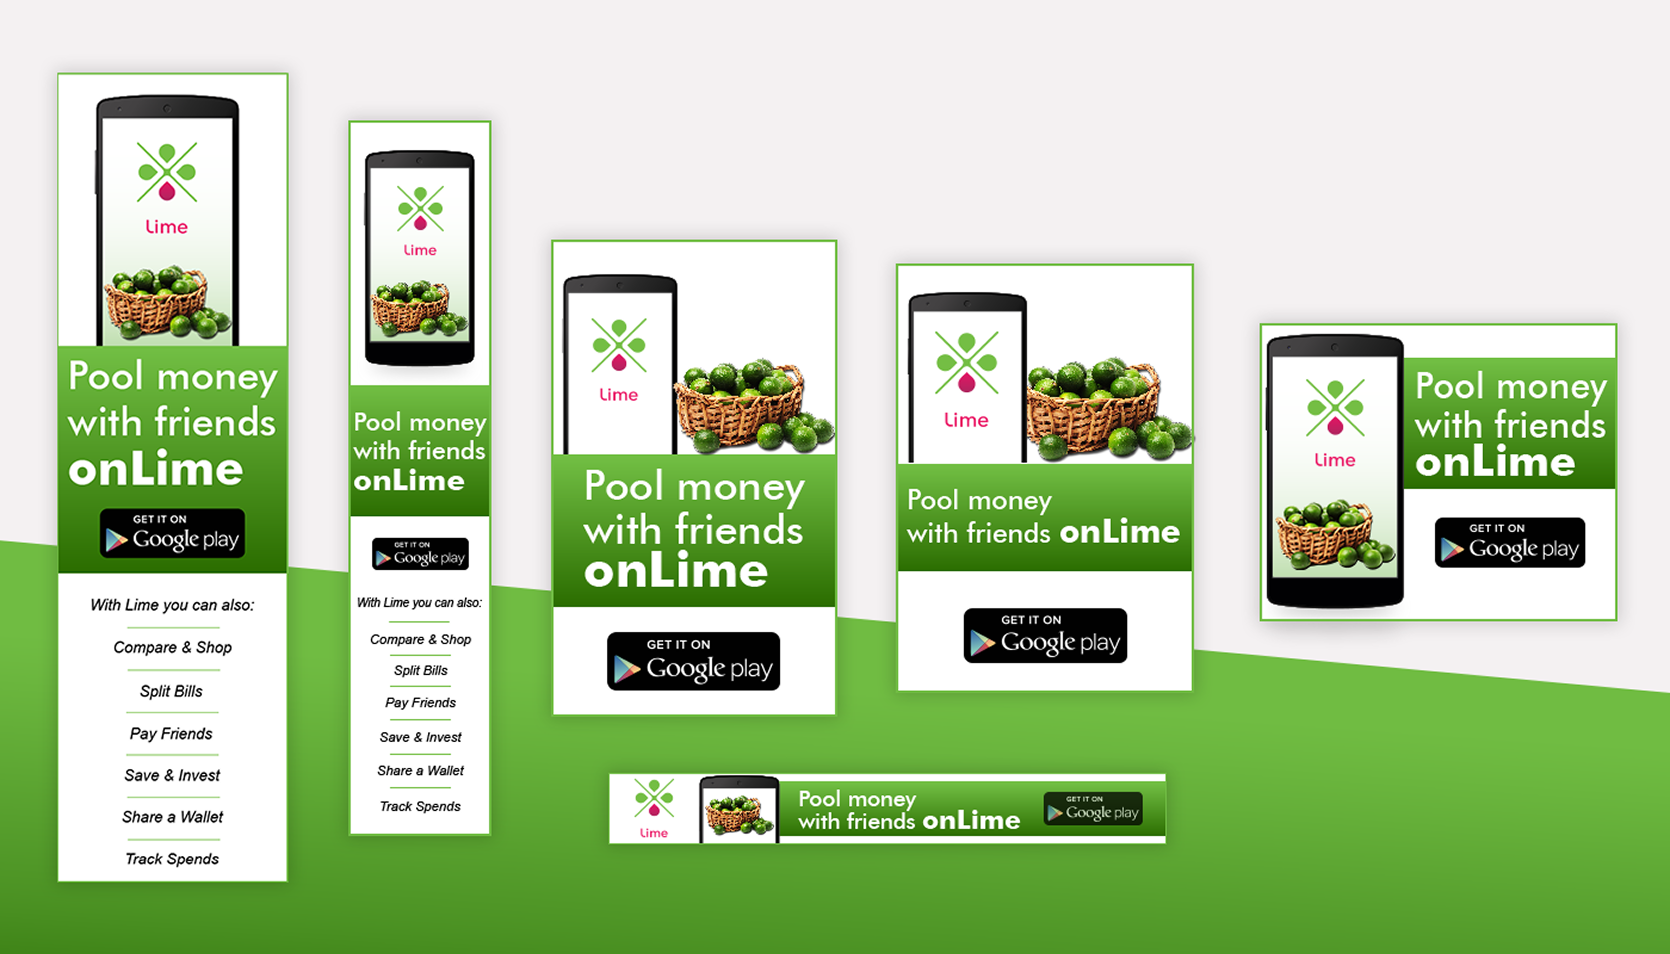 Lime
Pool money
with friends
onLime
GET IT ON
Google play
With Lime you can also:
Compare & Shop
Split Bills
Pay Friends
Save & Invest
Share a Wallet
Track Spends
Lime
Pool money
with friends
onLime
GET IT ON
Google play
With Lime you can also:
Compare & Shop
Split Bills
Pay Friends
Save & Invest
Share a Wallet
Track Spends
Lime
Pool money
with friends
onLime
GET IT ON
Google play
Lime
Pool money
with friends onLime
GET IT ON
Google play
Lime
Pool money
with friends
onLime
GET IT ON
Google play
Lime
Pool money
with friends onLime
GET IT ON
Google play